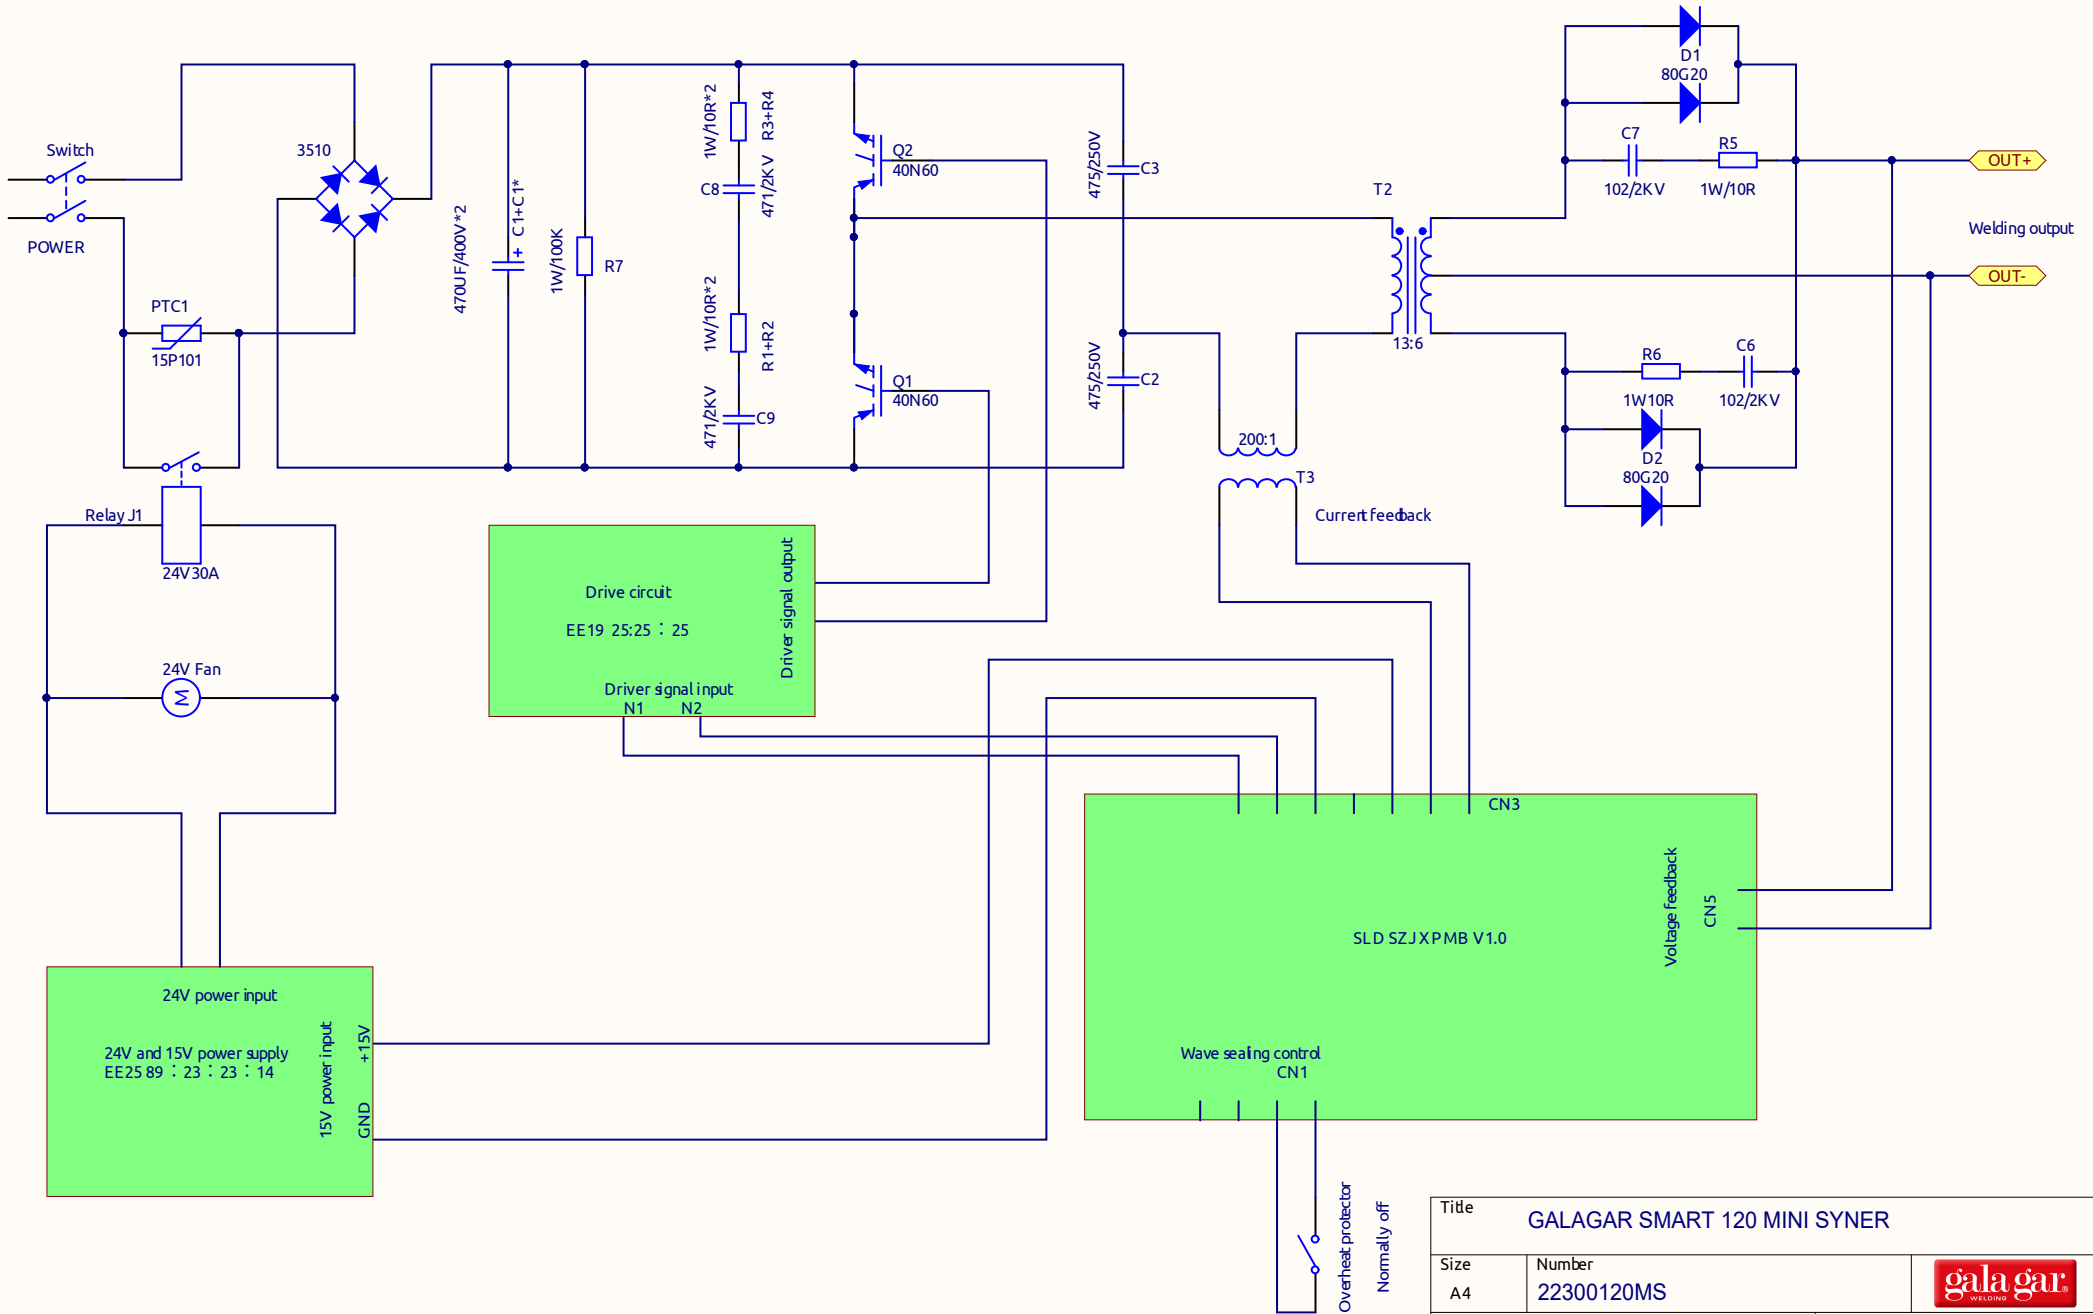 Switch
POWER
3510
PTC1
15P101
Relay J1
24V30A
24V Fan
M
470UF/400V*2
C1+C1*
+
1W/100K
R7
1W/10R*2
R3+R4
C8
471/2KV
1W/10R*2
R1+R2
471/2KV
C9
Q2
40N60
Q1
40N60
475/250V
C3
475/250V
C2
T2
13:6
200:1
T3
Current feedback
D1
80G20
C7
102/2KV
R5
1W/10R
OUT+
Welding output
OUT-
R6
1W10R
C6
102/2KV
D2
80G20
Drive circuit
EE19 25:25 : 25
Driver signal output
Driver signal input
N1 N2
24V power input
24V and 15V power supply
EE25 89 : 23 : 23 : 14
15V power input
+15V
GND
CN3
SLD SZJXPMB V1.0
Voltage feedback
CN5
Wave sealing control
CN1
Overheat protector
Normally off
Title
GALAGAR SMART 120 MINI SYNER
Size
A4
Number
22300120MS
gala gar®
WELDING